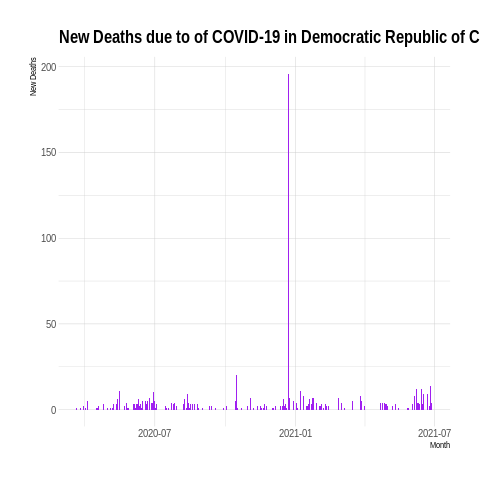 New Deaths due to of COVID-19 in Democratic Republic of C
New Deaths
200
150
100
50
0
2020-07 2021-01 2021-07
Month